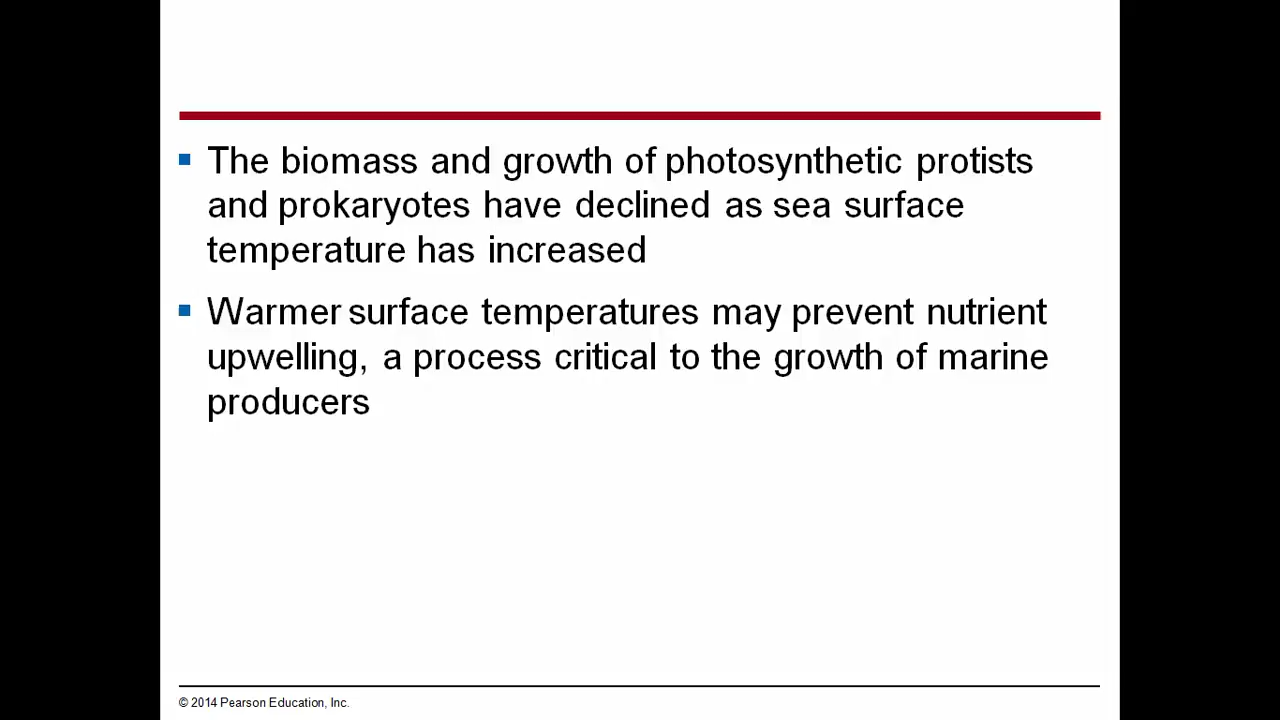 The biomass and growth of photosynthetic protists
and prokaryotes have declined as sea surface
temperature has increased
Warmer surface temperatures may prevent nutrient
upwelling, a process critical to the growth of marine
producers
© 2014 Pearson Education, Inc.